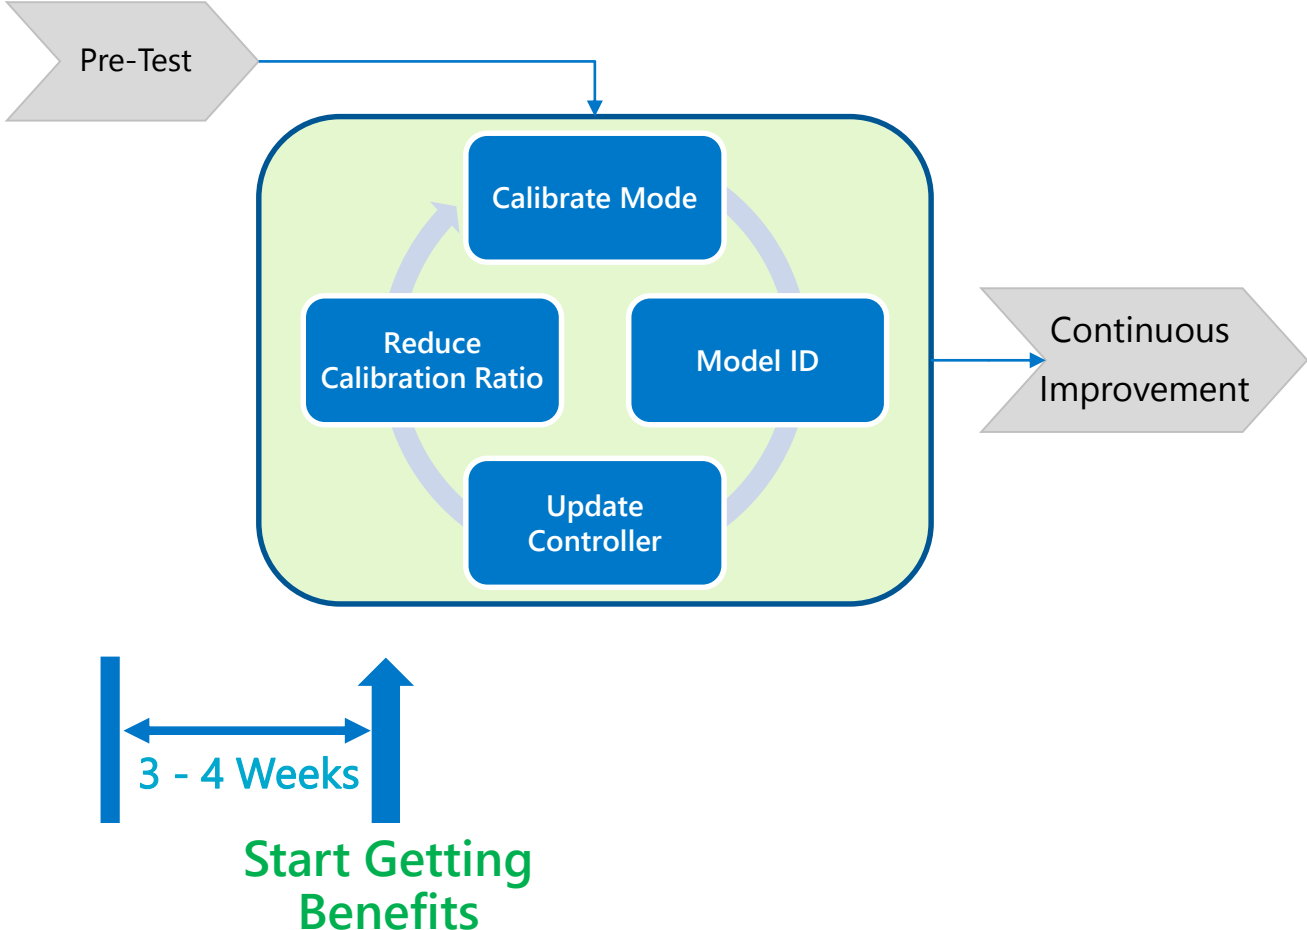 Pre-Test
Calibrate Mode
Reduce
Calibration Ratio
Model ID
Update
Controller
Continuous
Improvement
3 - 4 Weeks
Start Getting
Benefits